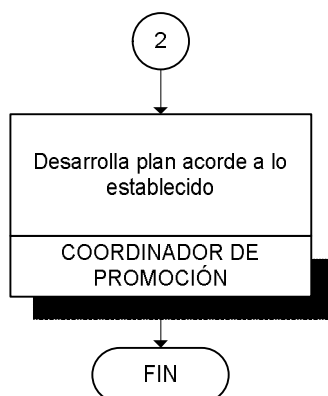 2
Desarrolla plan acorde a lo
establecido
COORDINADOR DE
PROMOCIÓN
FIN